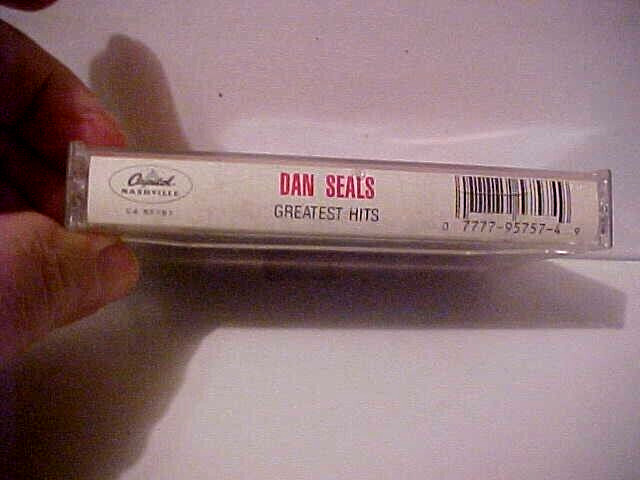 Capitol
NASHVILLE
DAN SEALS
GREATEST HITS
0 7777-95757-4 9